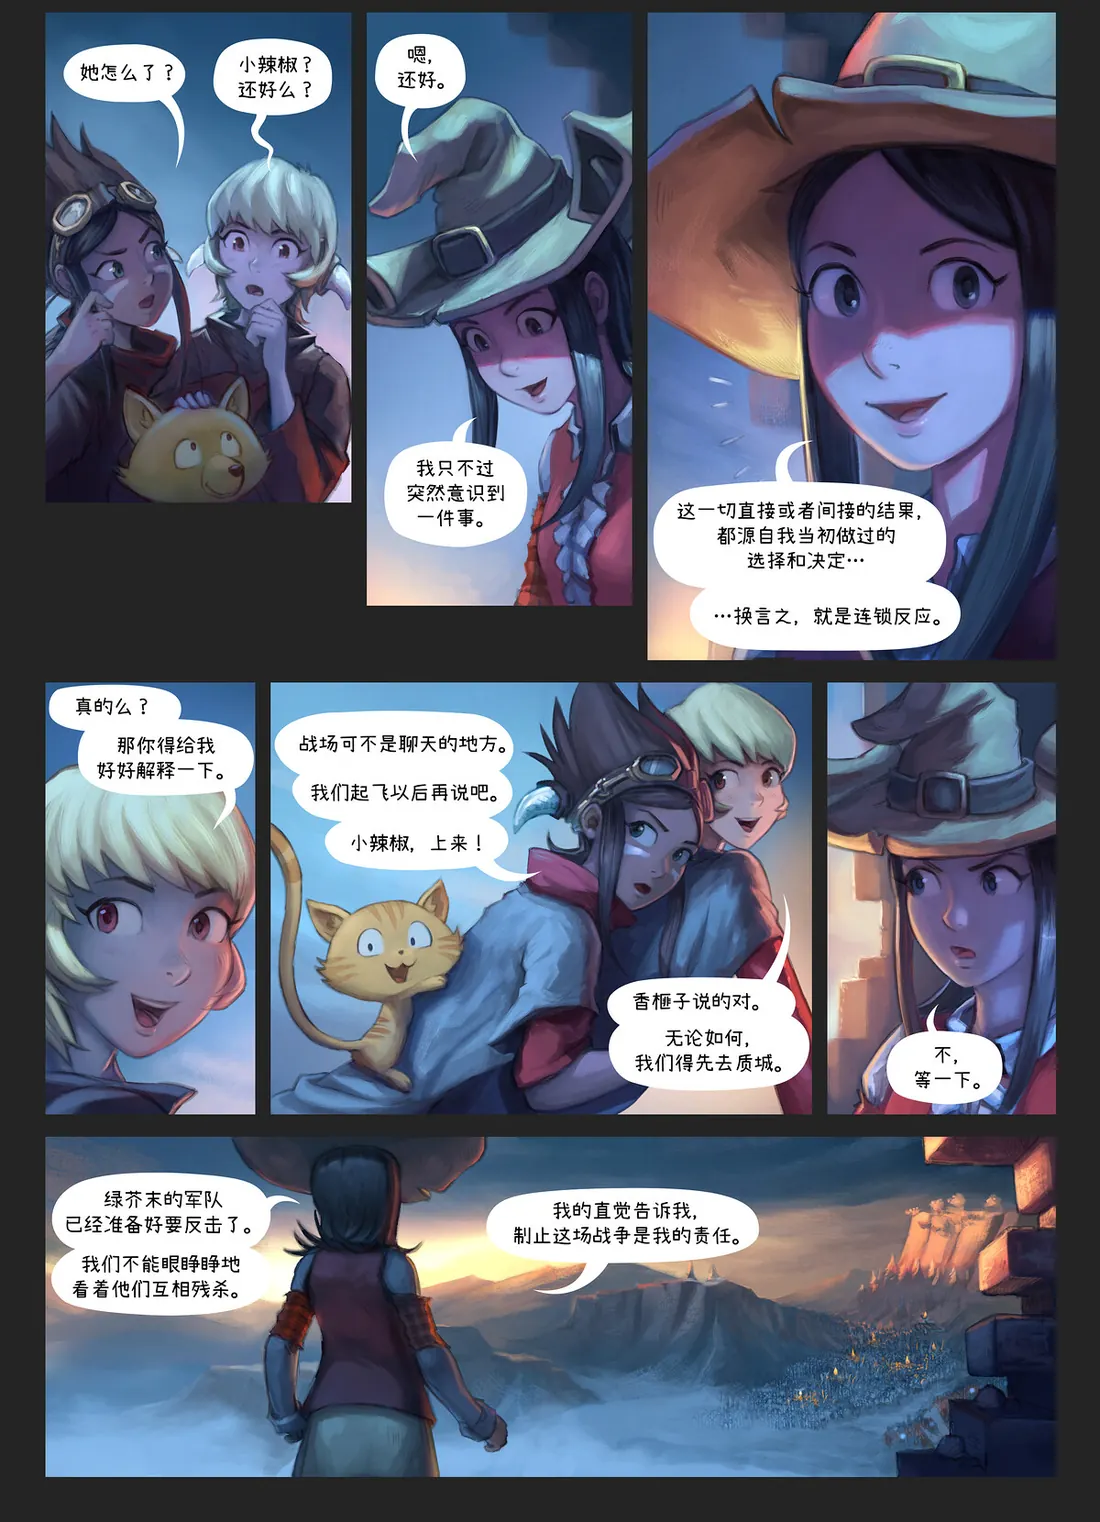 她怎么了？
小辣椒？
还好么？
嗯，
还好。
我只不过
突然意识到
一件事。
这一切直接或者间接的结果，
都源自我当初做过的
选择和决定…
…换言之，就是连锁反应。
真的么？
那你得给我
好好解释一下。
战场可不是聊天的地方。
我们起飞以后再说吧。
小辣椒，上来！
香榧子说的对。
无论如何，
我们得先去质城。
不，
等一下。
绿芥末的军队
已经准备好要反击了。
我们不能眼睁睁地
看着他们互相残杀。
我的直觉告诉我，
制止这场战争是我的责任。